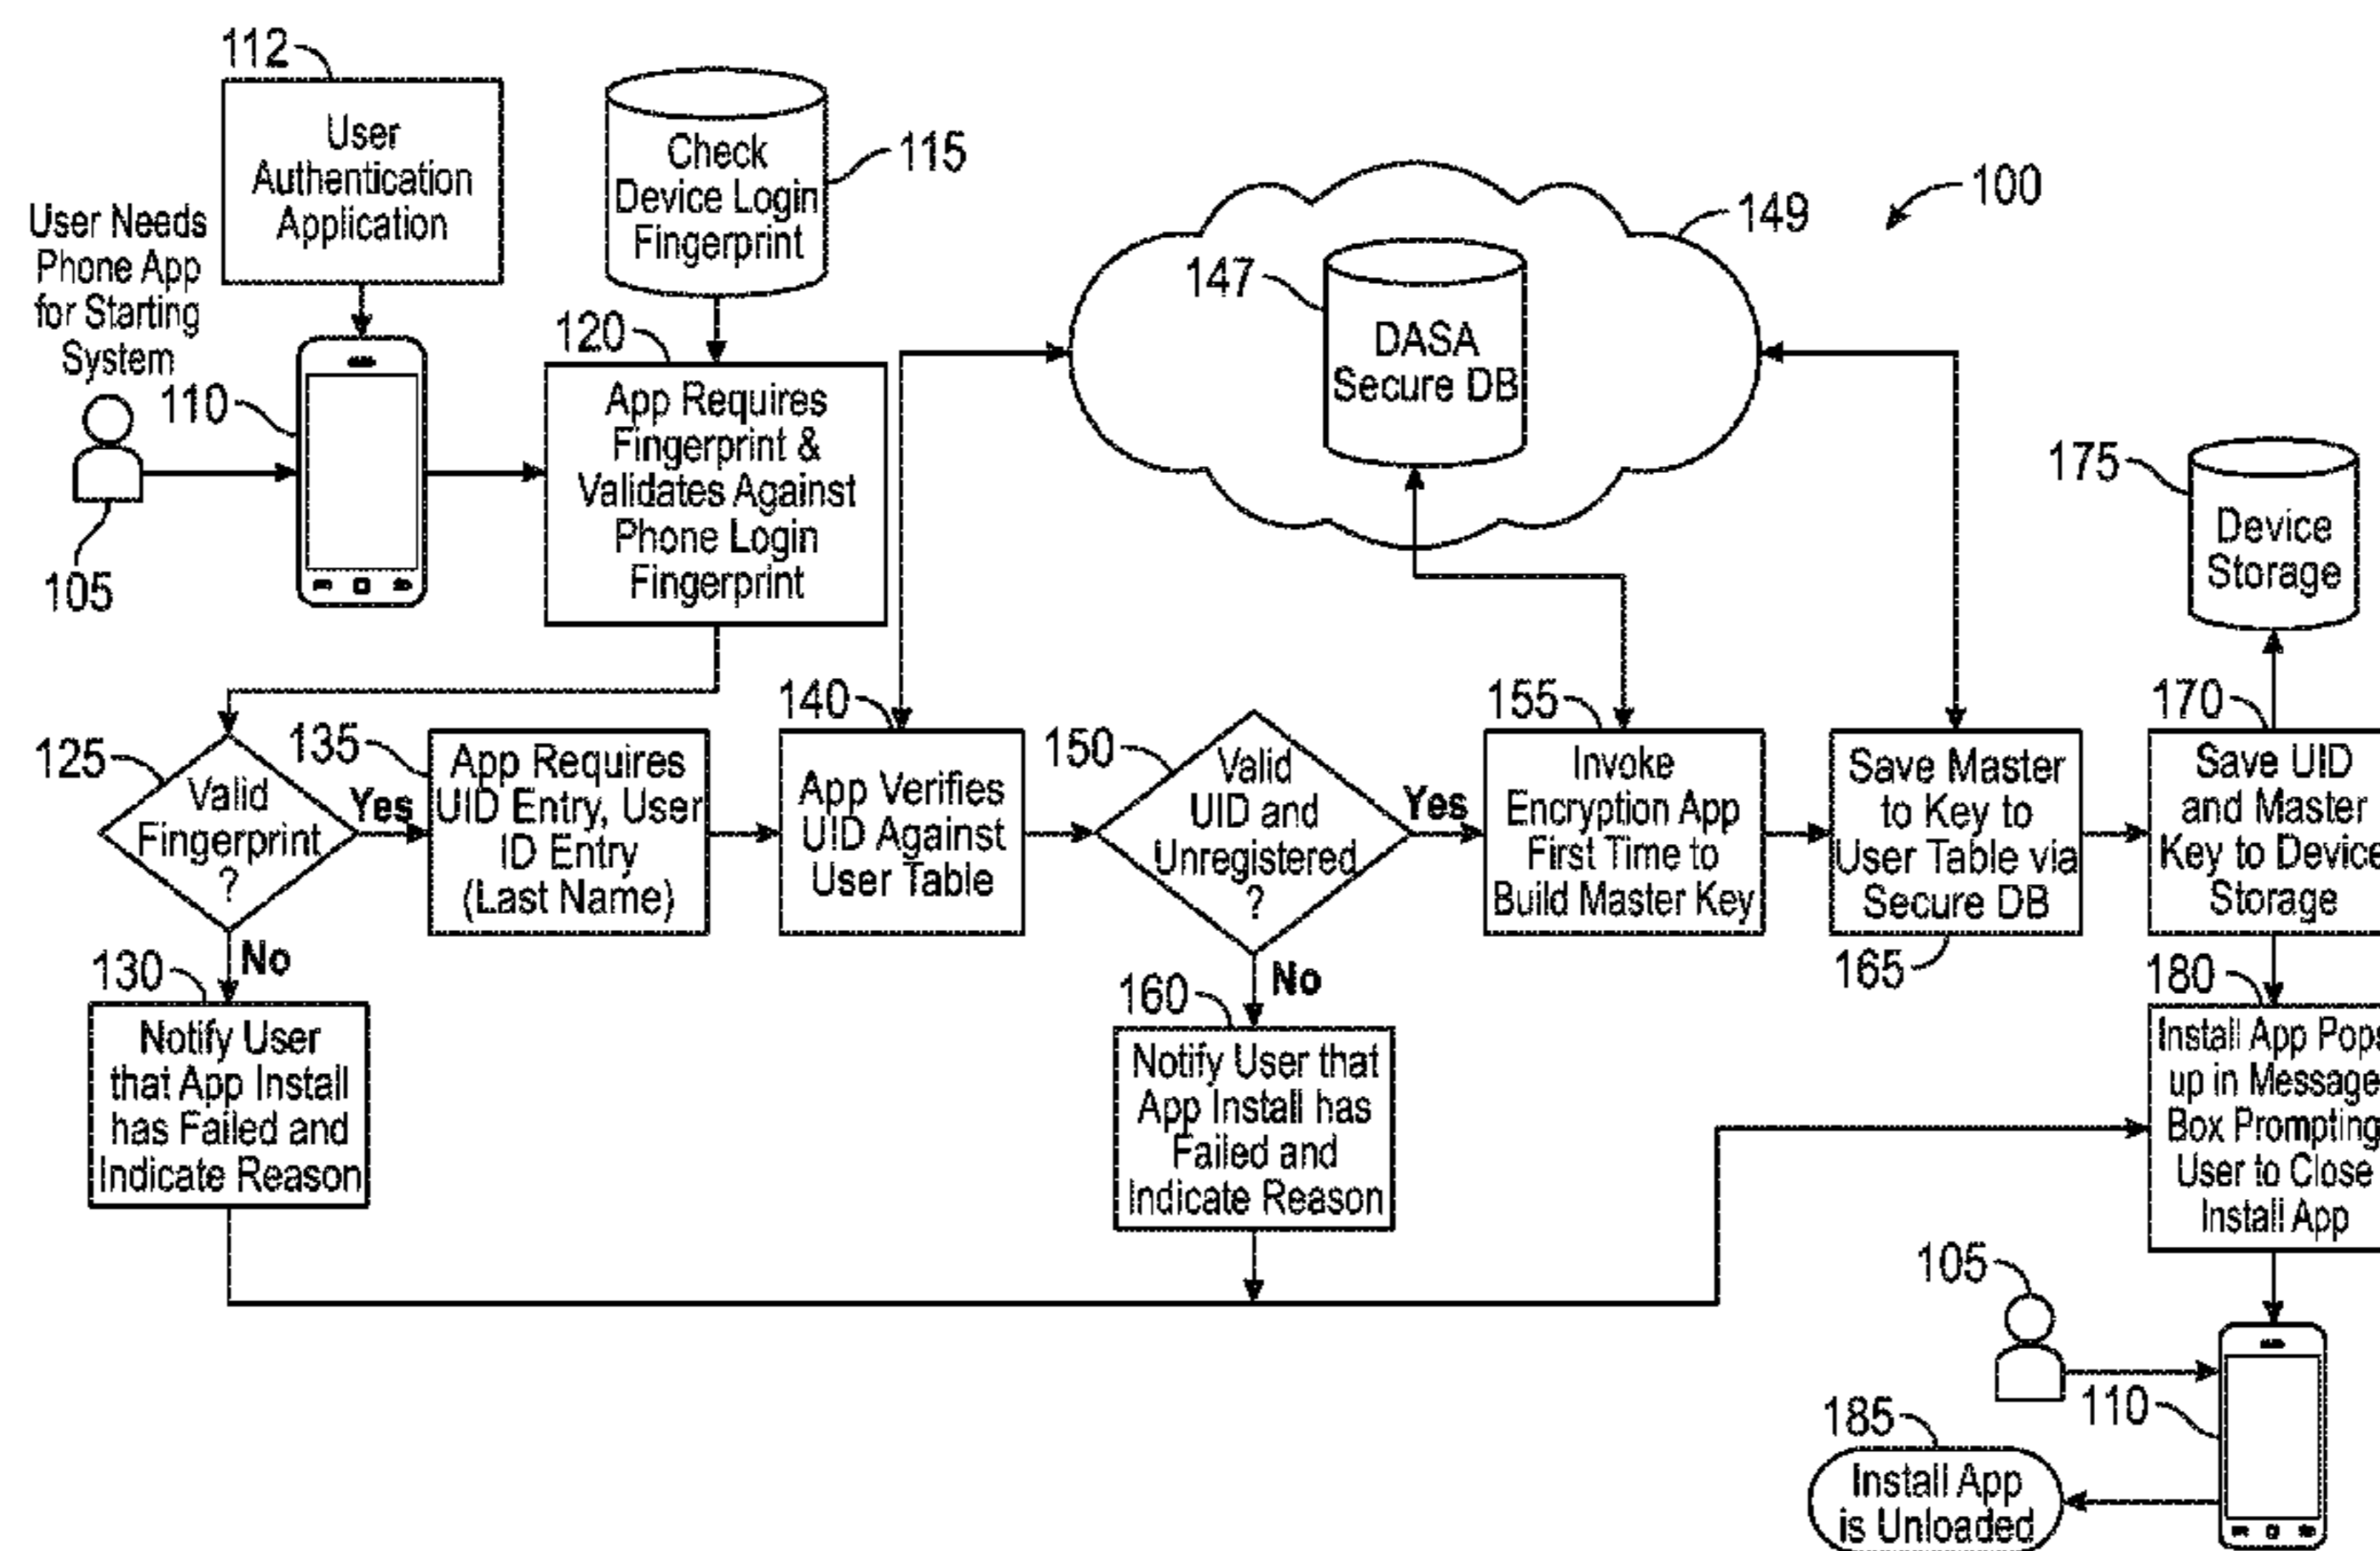 112
User
Authentication
Application
User Needs
Phone App
for Starting
System
110
105
Check
Device Login
Fingerprint
115
120
App Requires
Fingerprint &
Validates Against
Phone Login
Fingerprint
100
149
147
DASA
Secure DB
175
Device
Storage
125
Valid
Fingerprint
?
Yes
No
135
App Requires
UID Entry, User
ID Entry
(Last Name)
140
App Verifies
UID Against
User Table
150
Valid
UID and
Unregistered
?
Yes
No
155
Invoke
Encryption App
First Time to
Build Master Key
Save Master
to Key to
User Table via
Secure DB
165
170
Save UID
and Master
Key to Device
Storage
130
Notify User
that App Install
has Failed and
Indicate Reason
160
Notify User that
App Install has
Failed and
Indicate Reason
180
Install App Pops
up in Message
Box Prompting
User to Close
Install App
105
110
185
Install App
is Unloaded